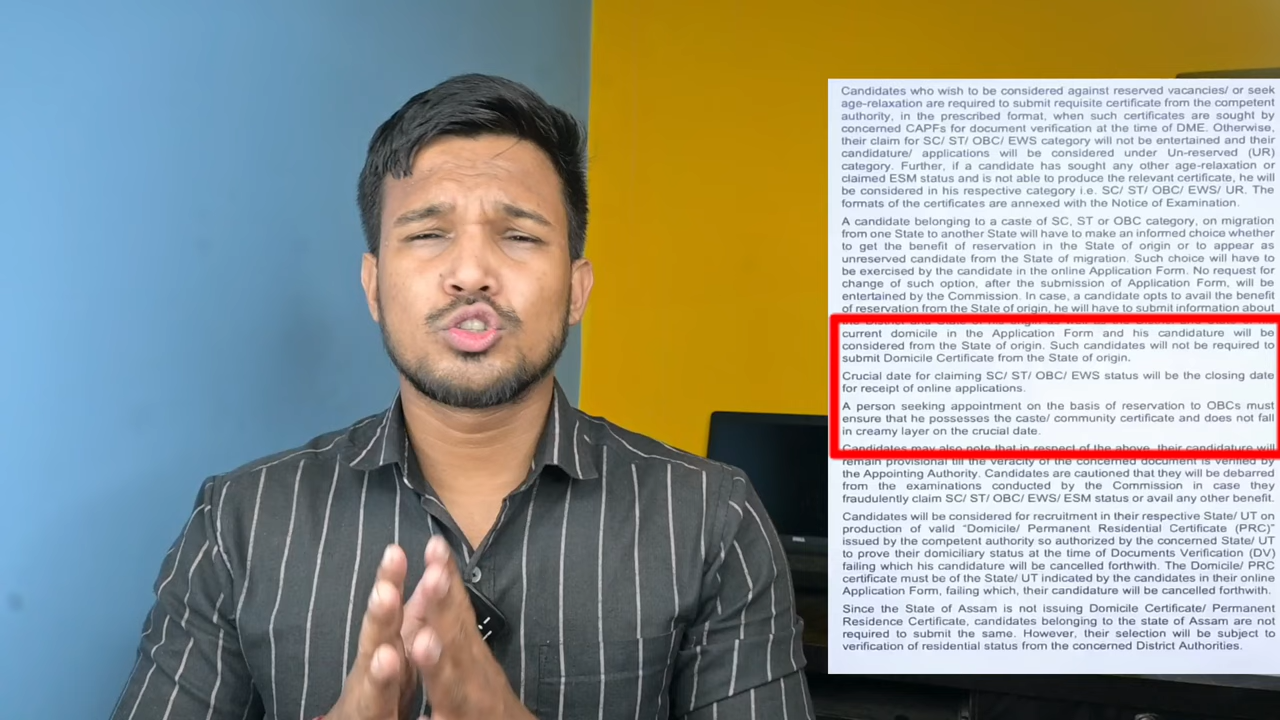 Candidates who wish to be considered against reserved vacancies/ or seek
age-relaxation are required to submit requisite certificate from the competent
authority, in the prescribed format, when such certificates are sought by
concerned CAPFs for document verification at the time of DME. Otherwise,
their claim for SC/ ST/ OBC/ EWS category will not be entertained and their
candidature/ applications will be considered under Un-reserved (UR)
category. Further, if a candidate has sought any other age-relaxation or
claimed ESM status and is not able to produce the relevant certificate, he will
be considered in his respective category i.e. SC/ ST/ OBC/ EWS/ UR. The
formats of the certificates are annexed with the Notice of Examination.
A candidate belonging to a caste of SC, ST or OBC category, on migration
from one State to another State will have to make an informed choice whether
to get the benefit of reservation in the State of origin or to appear as
unreserved candidate from the State of migration. Such choice will have to
be exercised by the candidate in the online Application Form. No request for
change of such option, after the submission of Application Form, will be
entertained by the Commission. In case, a candidate opts to avail the benefit
of reservation from the State of origin, he will have to submit information about
current domicile in the Application Form and his candidature will be
considered from the State of origin. Such candidates will not be required to
submit Domicile Certificate from the State of origin.
Crucial date for claiming SC/ ST/ OBC/ EWS status will be the closing date
for receipt of online applications.
A person seeking appointment on the basis of reservation to OBCs must
ensure that he possesses the caste/ community certificate and does not fall
in creamy layer on the crucial date.
Candidates may also note that in respect of the above, their candidature will
remain provisional till the veracity of the concerned document is verified by
the Appointing Authority. Candidates are cautioned that they will be debarred
from the examinations conducted by the Commission in case they
fraudulently claim SC/ ST/ OBC/ EWS/ ESM status or avail any other benefit.
Candidates will be considered for recruitment in their respective State/ UT on
production of valid “Domicile/ Permanent Residential Certificate (PRC)”
issued by the competent authority so authorized by the concerned State/ UT
to prove their domiciliary status at the time of Documents Verification (DV)
failing which his candidature will be cancelled forthwith. The Domicile/ PRC
certificate must be of the State/ UT indicated by the candidates in their online
Application Form, failing which, their candidature will be cancelled forthwith.
Since the State of Assam is not issuing Domicile Certificate/ Permanent
Residence Certificate, candidates belonging to the state of Assam are not
required to submit the same. However, their selection will be subject to
verification of residential status from the concerned District Authorities.